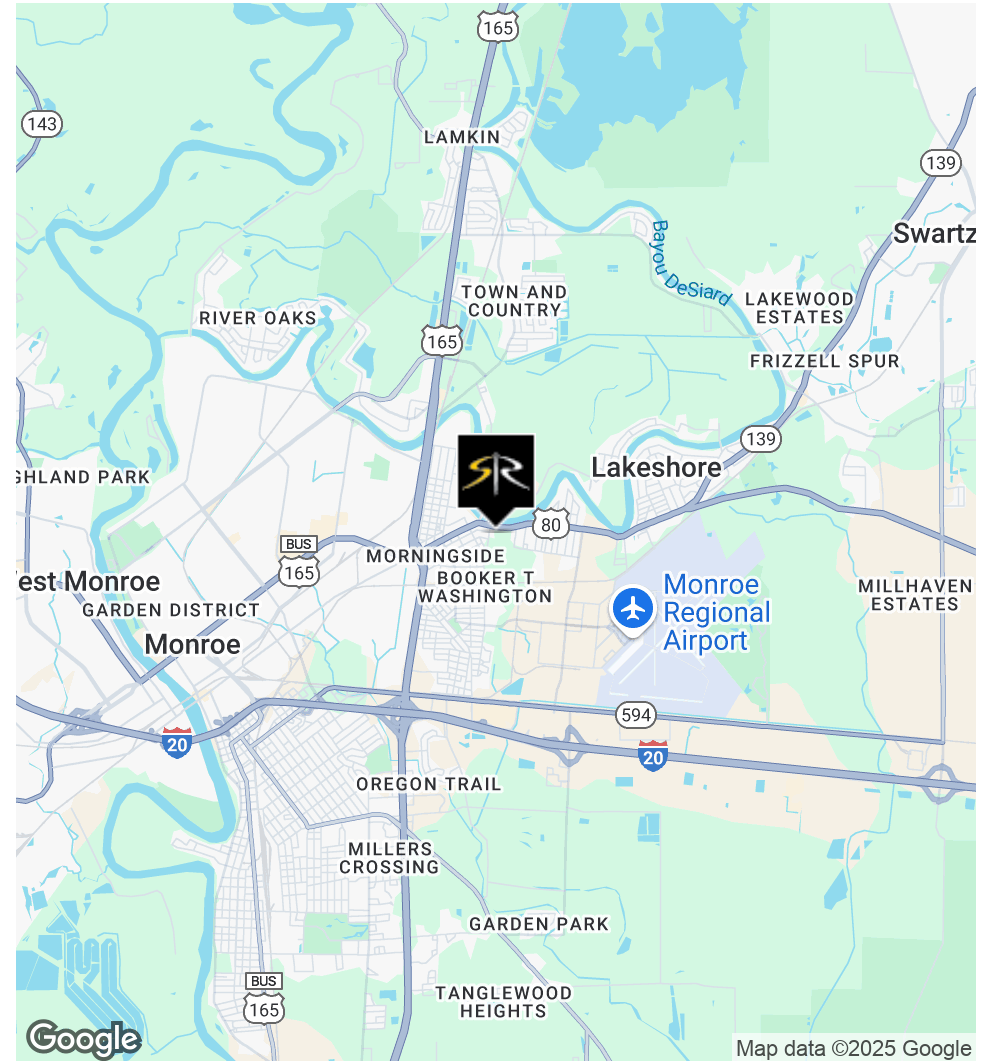 165
LAMKIN
143
139
Swartz
Bayou DeSiard
TOWN AND
COUNTRY
LAKEWOOD
ESTATES
RIVER OAKS
165
FRIZZELL SPUR
139
SR
Lakeshore
GHLAND PARK
80
BUS
165
MORNINGSIDE
est Monroe
BOOKER T
WASHINGTON
Monroe
Regional
Airport
MILLHAVEN
ESTATES
GARDEN DISTRICT
Monroe
594
20
20
OREGON TRAIL
MILLERS
CROSSING
GARDEN PARK
BUS
165
TANGLEWOOD
HEIGHTS
Google
Map data ©2025 Google